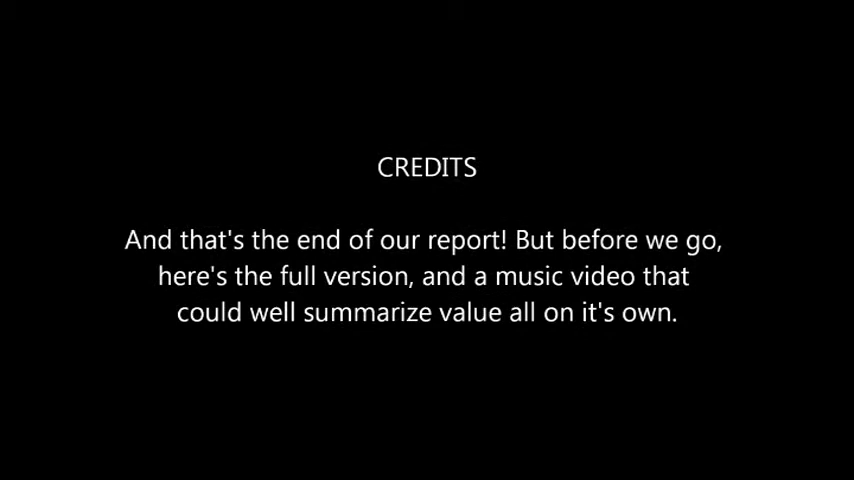 CREDITS
And that's the end of our report! But before we go,
here's the full version, and a music video that
could well summarize value all on it's own.